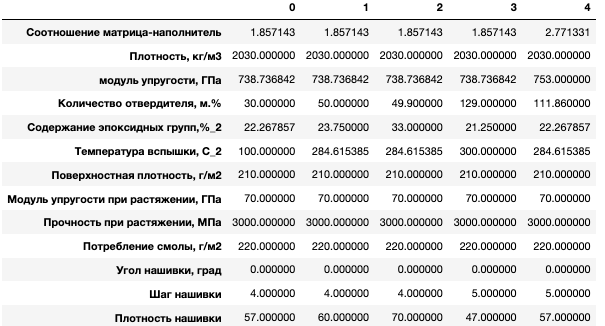 0 1 2 3 4
Соотношение матрица-наполнитель 1.857143 1.857143 1.857143 1.857143 2.771331
Плотность, кг/м3 2030.000000 2030.000000 2030.000000 2030.000000 2030.000000
модуль упругости, ГПа 738.736842 738.736842 738.736842 738.736842 753.000000
Количество отвердителя, м.% 30.000000 50.000000 49.900000 129.000000 111.860000
Содержание эпоксидных групп,%_2 22.267857 23.750000 33.000000 21.250000 22.267857
Температура вспышки, С_2 100.000000 284.615385 284.615385 300.000000 284.615385
Поверхностная плотность, г/м2 210.000000 210.000000 210.000000 210.000000 210.000000
Модуль упругости при растяжении, ГПа 70.000000 70.000000 70.000000 70.000000 70.000000
Прочность при растяжении, МПа 3000.000000 3000.000000 3000.000000 3000.000000 3000.000000
Потребление смолы, г/м2 220.000000 220.000000 220.000000 220.000000 220.000000
Угол нашивки, град 0.000000 0.000000 0.000000 0.000000 0.000000
Шаг нашивки 4.000000 4.000000 4.000000 5.000000 5.000000
Плотность нашивки 57.000000 60.000000 70.000000 47.000000 57.000000